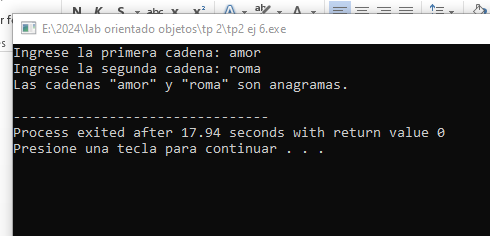 E:\2024\lab orientado objetos\tp 2\tp2 ej 6.exe
Ingrese la primera cadena: amor
Ingrese la segunda cadena: roma
Las cadenas "amor" y "roma" son anagramas.
--------------------------------
Process exited after 17.94 seconds with return value 0
Presione una tecla para continuar . . .